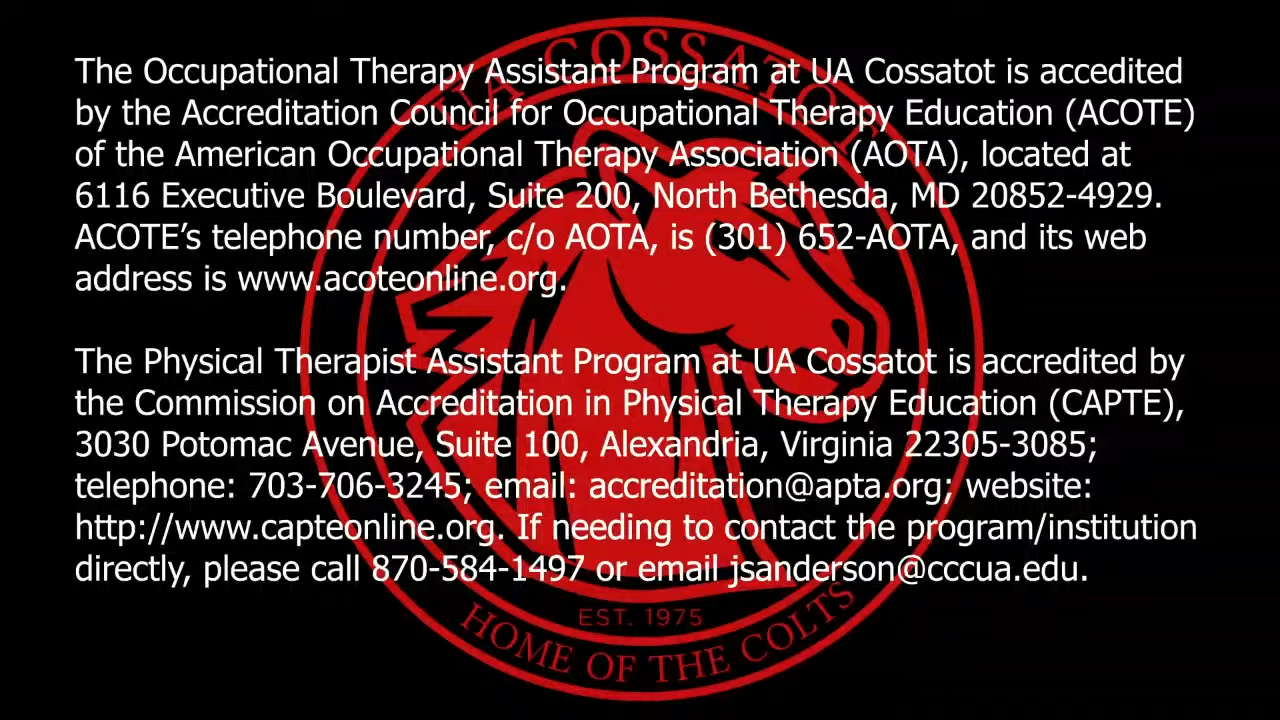 UA COSSATOT
The Occupational Therapy Assistant Program at UA Cossatot is accedited
by the Accreditation Council for Occupational Therapy Education (ACOTE)
of the American Occupational Therapy Association (AOTA), located at
6116 Executive Boulevard, Suite 200, North Bethesda, MD 20852-4929.
ACOTE’s telephone number, c/o AOTA, is (301) 652-AOTA, and its web
address is www.acoteonline.org.
The Physical Therapist Assistant Program at UA Cossatot is accredited by
the Commission on Accreditation in Physical Therapy Education (CAPTE),
3030 Potomac Avenue, Suite 100, Alexandria, Virginia 22305-3085;
telephone: 703-706-3245; email: accreditation@apta.org; website:
http://www.capteonline.org. If needing to contact the program/institution
directly, please call 870-584-1497 or email jsanderson@cccua.edu.
EST. 1975
HOME OF THE COLTS